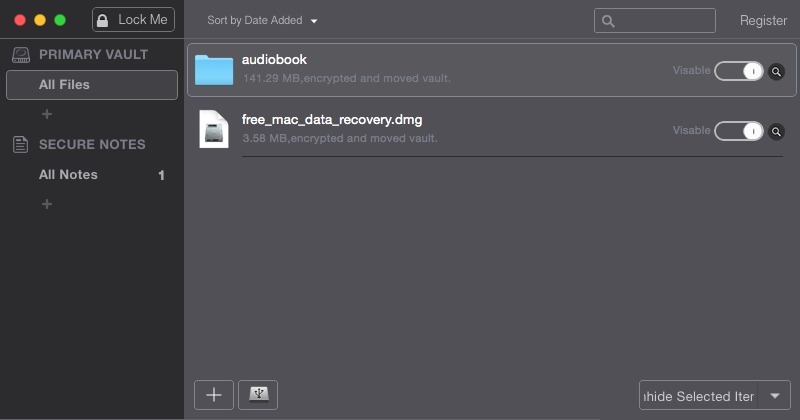 Lock Me
Sort by Date Added
Register
PRIMARY VAULT
All Files
+
SECURE NOTES
All Notes 1
+
audiobook
141.29 MB,encrypted and moved vault.
Visable
free_mac_data_recovery.dmg
3.58 MB,encrypted and moved vault.
Visable
+
nhide Selected Iter